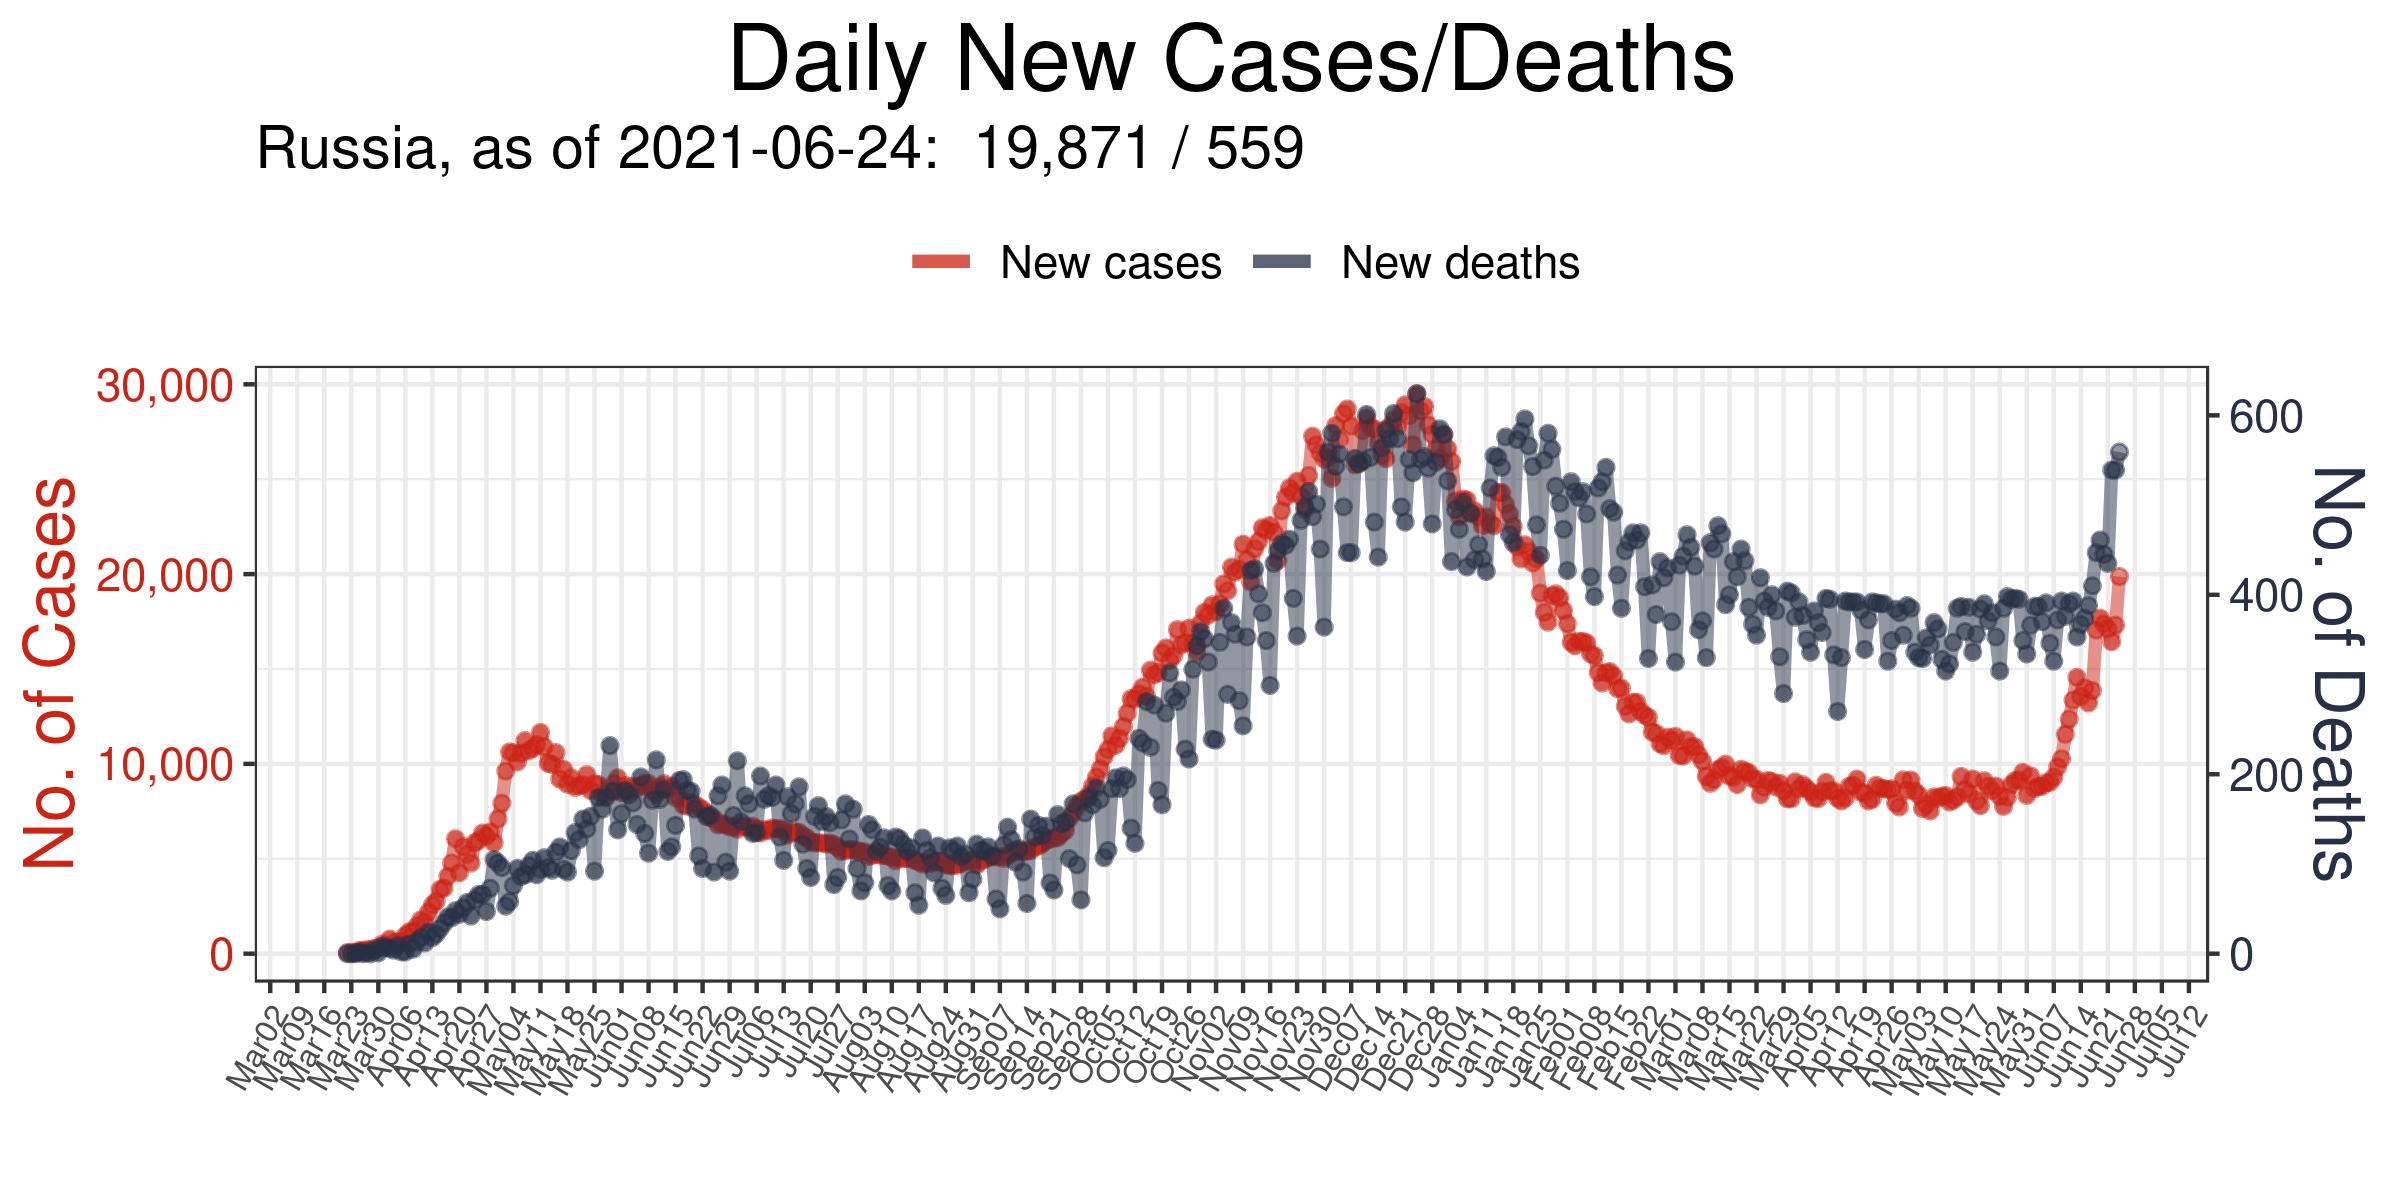 Daily New Cases/Deaths
Russia, as of 2021-06-24:  19,871 / 559
New cases
New deaths
No. of Cases
30,000
20,000
10,000
0
600
400
200
0
No. of Deaths
Mar02
Mar09
Mar16
Mar23
Mar30
Apr06
Apr13
Apr20
Apr27
May04
May11
May18
May25
Jun01
Jun08
Jun15
Jun22
Jun29
Jul06
Jul13
Jul20
Jul27
Aug03
Aug10
Aug17
Aug24
Aug31
Sep07
Sep14
Sep21
Sep28
Oct05
Oct12
Oct19
Oct26
Nov02
Nov09
Nov16
Nov23
Nov30
Dec07
Dec14
Dec21
Dec28
Jan04
Jan11
Jan18
Jan25
Feb01
Feb08
Feb15
Feb22
Mar01
Mar08
Mar15
Mar22
Mar29
Apr05
Apr12
Apr19
Apr26
May03
May10
May17
May24
May31
Jun07
Jun14
Jun21
Jun28
Jul05
Jul12